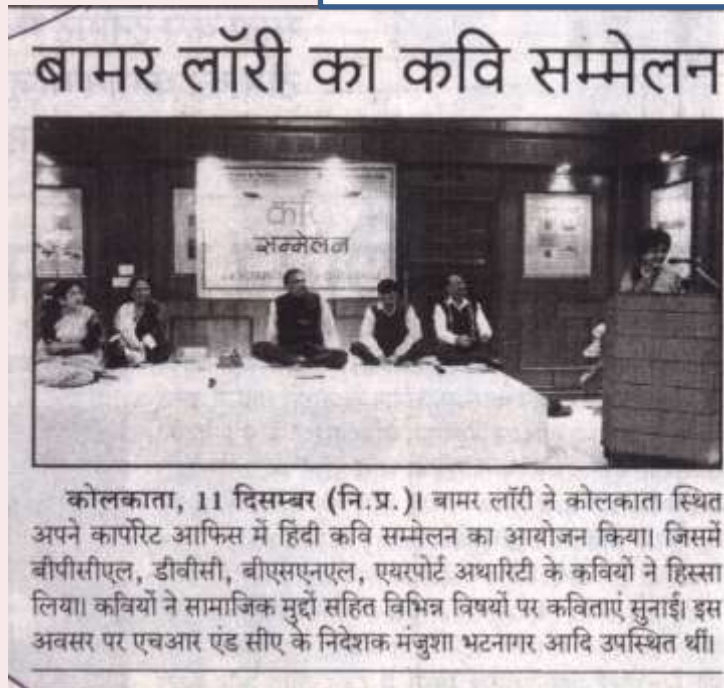 बामर लॉरी का कवि सम्मेलन
कवि
सम्मेलन
कोलकाता, 11 दिसम्बर (नि.प्र.)। बामर लॉरी ने कोलकाता स्थित
अपने कार्पोरेट आफिस में हिंदी कवि सम्मेलन का आयोजन किया। जिसमें
बीपीसीएल, डीवीसी, बीएसएनएल, एयरपोर्ट अथारिटी के कवियों ने हिस्सा
लिया। कवियों ने सामाजिक मुद्दों सहित विभिन्न विषयों पर कविताएं सुनाई। इस
अवसर पर एचआर एंड सीए के निदेशक मंजुशा भटनागर आदि उपस्थित थीं।